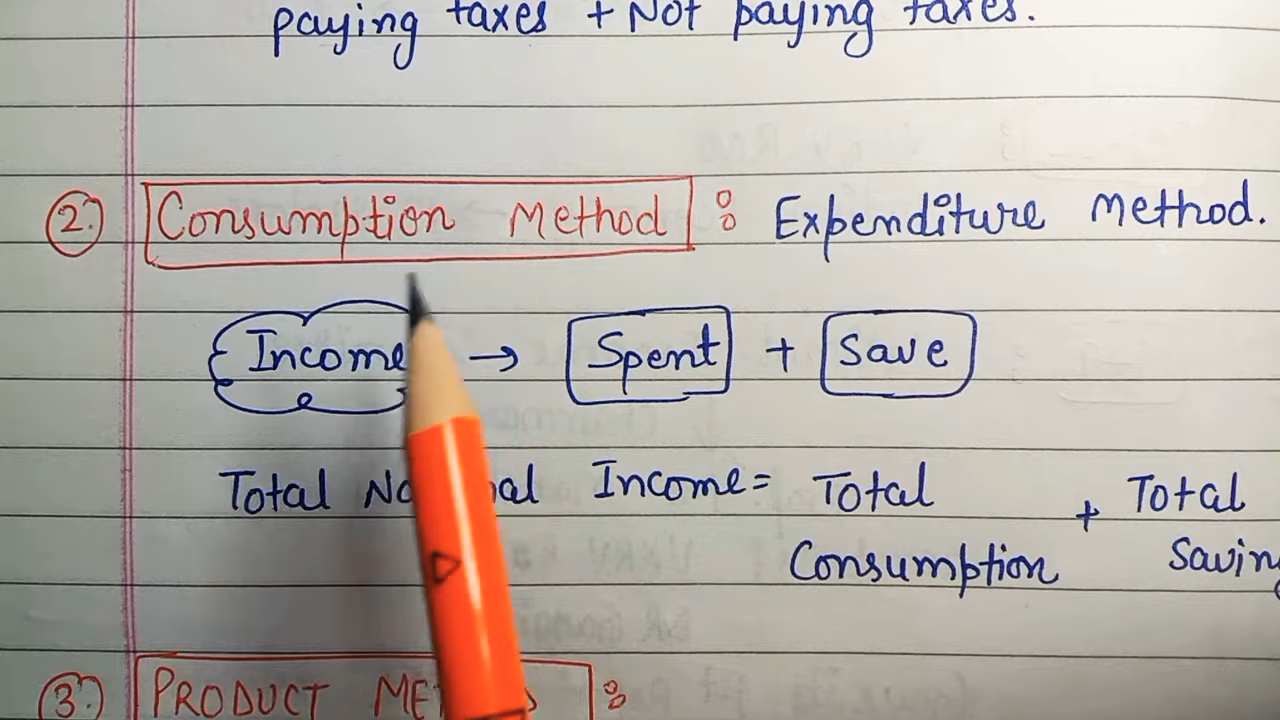 paying taxes + Not paying taxes.
2. Consumption Method : Expenditure Method.
Income → Spent + Save
Total Income = Total + Total
Consumption
3. PRODUCT :